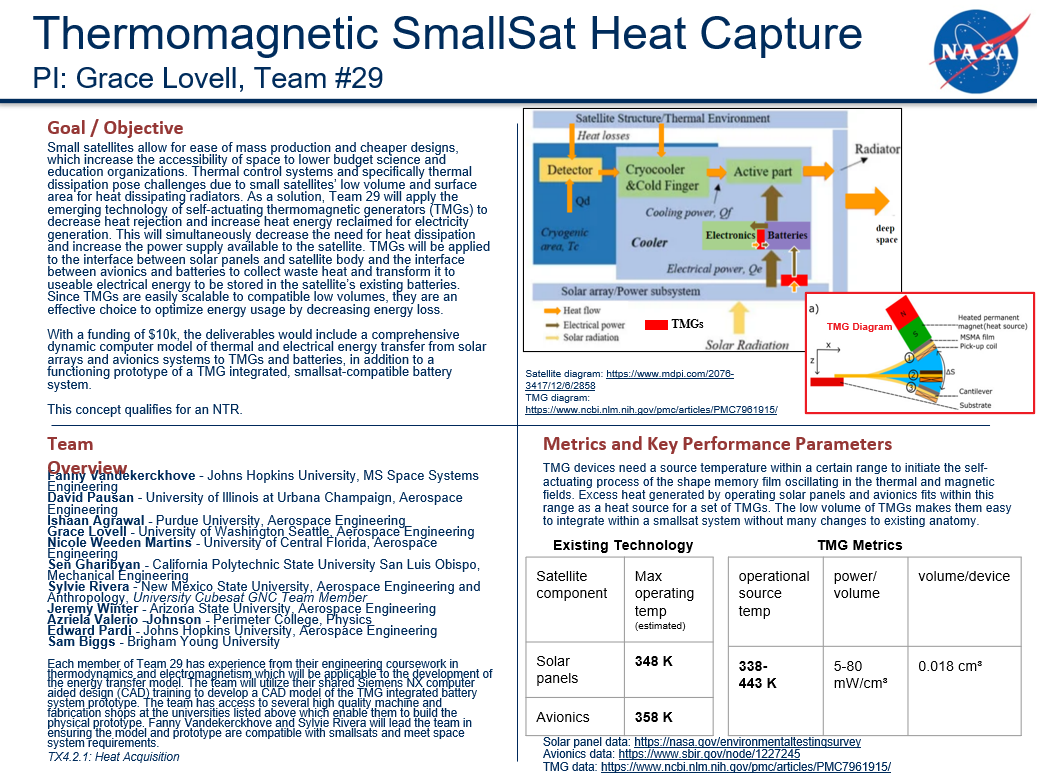 Thermomagnetic SmallSat Heat Capture
PI: Grace Lovell, Team #29
NASA
Goal / Objective
Small satellites allow for ease of mass production and cheaper designs,
which increase the accessibility of space to lower budget science and
education organizations. Thermal control systems and specifically thermal
dissipation pose challenges due to small satellites' low volume and surface
area for heat dissipating radiators. As a solution, Team 29 will apply the
emerging technology of self-actuating thermomagnetic generators (TMGs) to
decrease heat rejection and increase heat energy reclaimed for electricity
generation. This will simultaneously decrease the need for heat dissipation
and increase the power supply available to the satellite. TMGs will be applied
to the interface between solar panels and satellite body and the interface
between avionics and batteries to collect waste heat and transform it to
useable electrical energy to be stored in the satellite's existing batteries.
Since TMGs are easily scalable to compatible low volumes, they are an
effective choice to optimize energy usage by decreasing energy loss.
With a funding of $10k, the deliverables would include a comprehensive
dynamic computer model of thermal and electrical energy transfer from solar
arrays and avionics systems to TMGs and batteries, in addition to a
functioning prototype of a TMG integrated, smallsat-compatible battery
system.
This concept qualifies for an NTR.
Satellite Structure/Thermal Environment
Heat losses
Radiator
Detector
Cryocooler
&Cold Finger
Active part
Qd
Cooling power, Qf
deep
space
Cryogenic
area, Tc
Cooler
Electronics
Batteries
Electrical power, Qe
Solar array/Power subsystem
Heat flow
Electrical power
Solar radiation
TMGs
Solar Radiation
a)
TMG Diagram
N
S
Heated permanent
magnet(heat source)
MSMA film
Pick-up coil
x
z
1
2
3
ΔS
Cantilever
Substrate
Satellite diagram: https://www.mdpi.com/2076-
3417/12/6/2858
TMG diagram:
https://www.ncbi.nlm.nih.gov/pmc/articles/PMC7961915/
Team
Overview
Fanny Vandekerckhove - Johns Hopkins University, MS Space Systems
Engineering
David Pausan - University of Illinois at Urbana Champaign, Aerospace
Engineering
Ishaan Agrawal - Purdue University, Aerospace Engineering
Grace Lovell - University of Washington Seattle, Aerospace Engineering
Nicole Weeden Martins - University of Central Florida, Aerospace
Engineering
Sen Gharibyan - California Polytechnic State University San Luis Obispo,
Mechanical Engineering
Sylvie Rivera - New Mexico State University, Aerospace Engineering and
Anthropology, University Cubesat GNC Team Member
Jeremy Winter - Arizona State University, Aerospace Engineering
Azriela Valerio -Johnson - Perimeter College, Physics
Edward Pardi - Johns Hopkins University, Aerospace Engineering
Sam Biggs - Brigham Young University
Each member of Team 29 has experience from their engineering coursework in
thermodynamics and electromagnetism which will be applicable to the development of
the energy transfer model. The team will utilize their shared Siemens NX computer
aided design (CAD) training to develop a CAD model of the TMG integrated battery
system prototype. The team has access to several high quality machine and
fabrication shops at the universities listed above which enable them to build the
physical prototype. Fanny Vandekerckhove and Sylvie Rivera will lead the team in
ensuring the model and prototype are compatible with smallsats and meet space
system requirements.
TX4.2.1: Heat Acquisition
Metrics and Key Performance Parameters
TMG devices need a source temperature within a certain range to initiate the self-
actuating process of the shape memory film oscillating in the thermal and magnetic
fields. Excess heat generated by operating solar panels and avionics fits within this
range as a heat source for a set of TMGs. The low volume of TMGs makes them easy
to integrate within a smallsat system without many changes to existing anatomy.
Existing Technology
Satellite
component
Max
operating
temp
(estimated)
Solar
panels
348 K
Avionics
358 K
TMG Metrics
operational
source
temp
power/
volume
volume/device
338-
443 K
5-80
mW/cm³
0.018 cm³
Solar panel data: https://nasa.gov/environmentaltestingsurvey
Avionics data: https://www.sbir.gov/node/1227245
TMG data: https://www.ncbi.nlm.nih.gov/pmc/articles/PMC7961915/